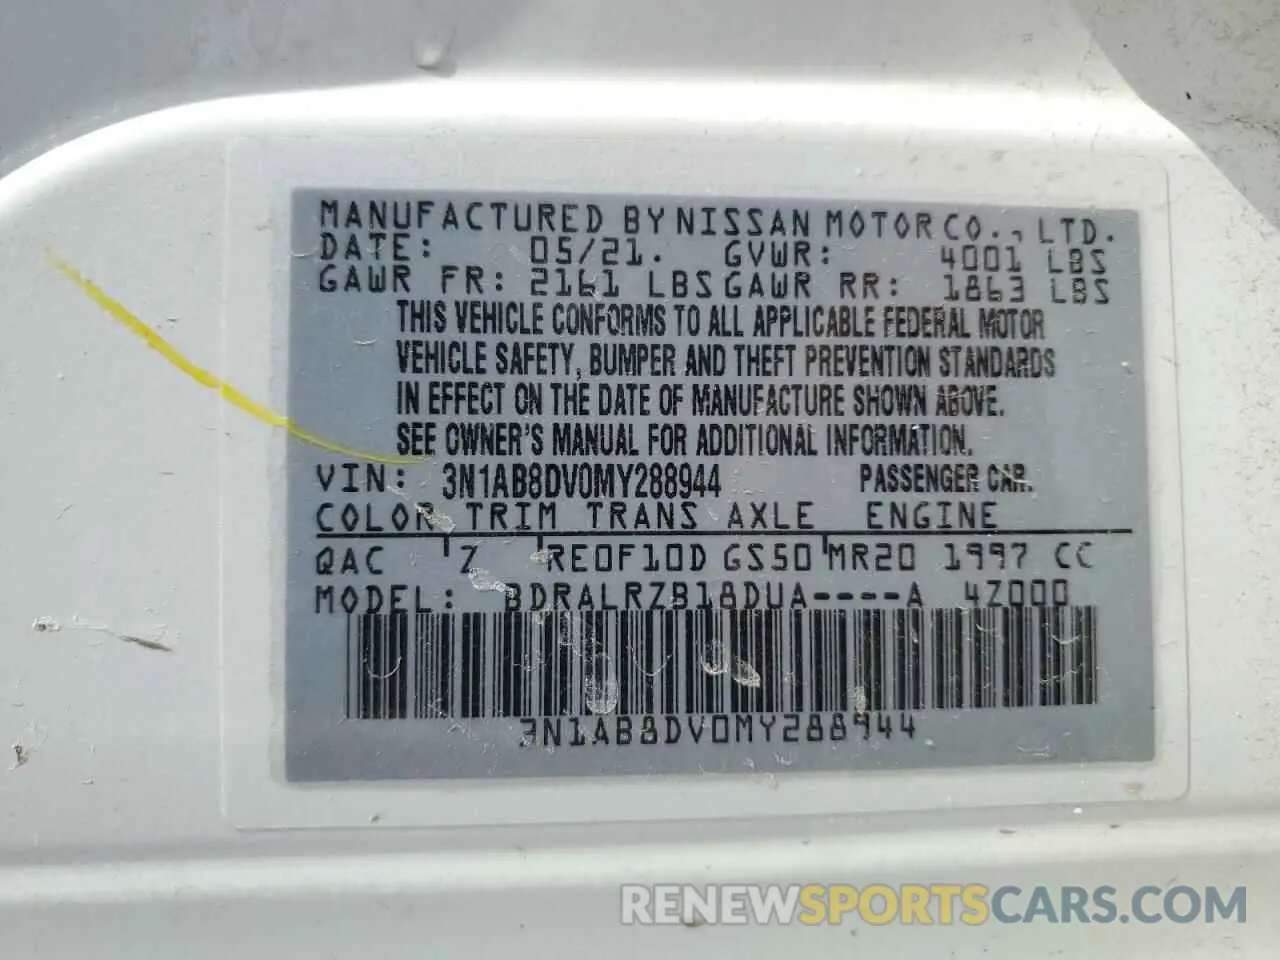 MANUFACTURED BY NISSAN MOTOR CO., LTD.
DATE: 05/21. GVWR: 4001 LBS
GAWR FR: 2161 LBS GAWR RR: 1863 LBS
THIS VEHICLE CONFORMS TO ALL APPLICABLE FEDERAL MOTOR
VEHICLE SAFETY, BUMPER AND THEFT PREVENTION STANDARDS
IN EFFECT ON THE DATE OF MANUFACTURE SHOWN ABOVE.
SEE OWNER'S MANUAL FOR ADDITIONAL INFORMATION.
VIN: 3N1AB8DV0MY288944 PASSENGER CAR.
COLOR TRIM TRANS AXLE ENGINE
QAC Z RE0F10D GS50 MR20 1997 CC
MODEL: BDRALRZB18DUA----A 4Z000
3N1AB8DV0MY288944
RENEWSPORTSCARS.COM